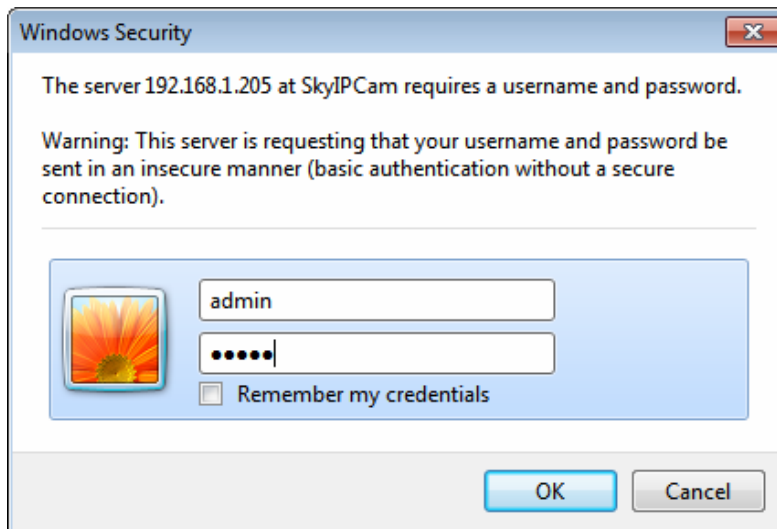 Windows Security
The server 192.168.1.205 at SkyIPCam requires a username and password.
Warning: This server is requesting that your username and password be
sent in an insecure manner (basic authentication without a secure
connection).
admin
●●●●●
Remember my credentials
OK
Cancel